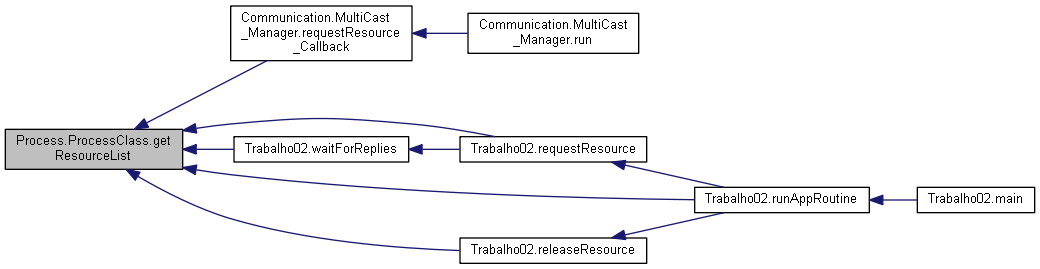 Communication.MultiCast
_Manager.requestResource
_Callback
Communication.MultiCast
_Manager.run
Process.ProcessClass.get
ResourceList
Trabalho02.waitForReplies
Trabalho02.requestResource
Trabalho02.runAppRoutine
Trabalho02.main
Trabalho02.releaseResource